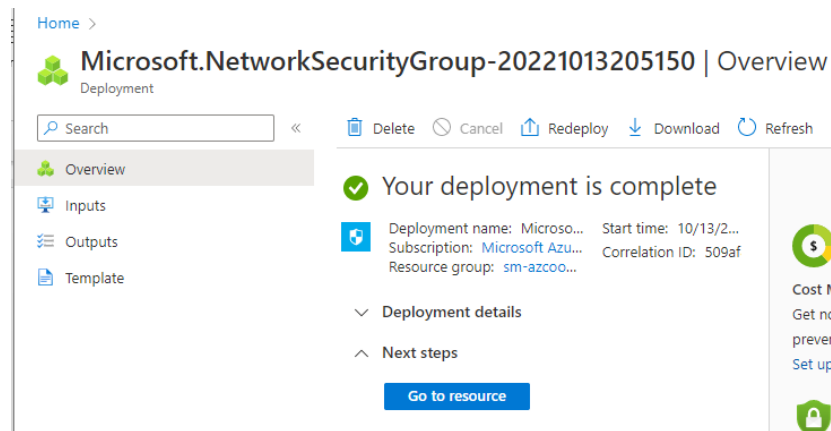 Home >
Microsoft.NetworkSecurityGroup-20221013205150 | Overview
Deployment
Search
«
Delete Cancel Redeploy Download Refresh
Overview
Inputs
Outputs
Template
Your deployment is complete
Deployment name: Microso... Start time: 10/13/2...
Subscription: Microsoft Azu... Correlation ID: 509af
Resource group: sm-azcoo...
Deployment details
Next steps
Go to resource
$
Cost
Get
Set up